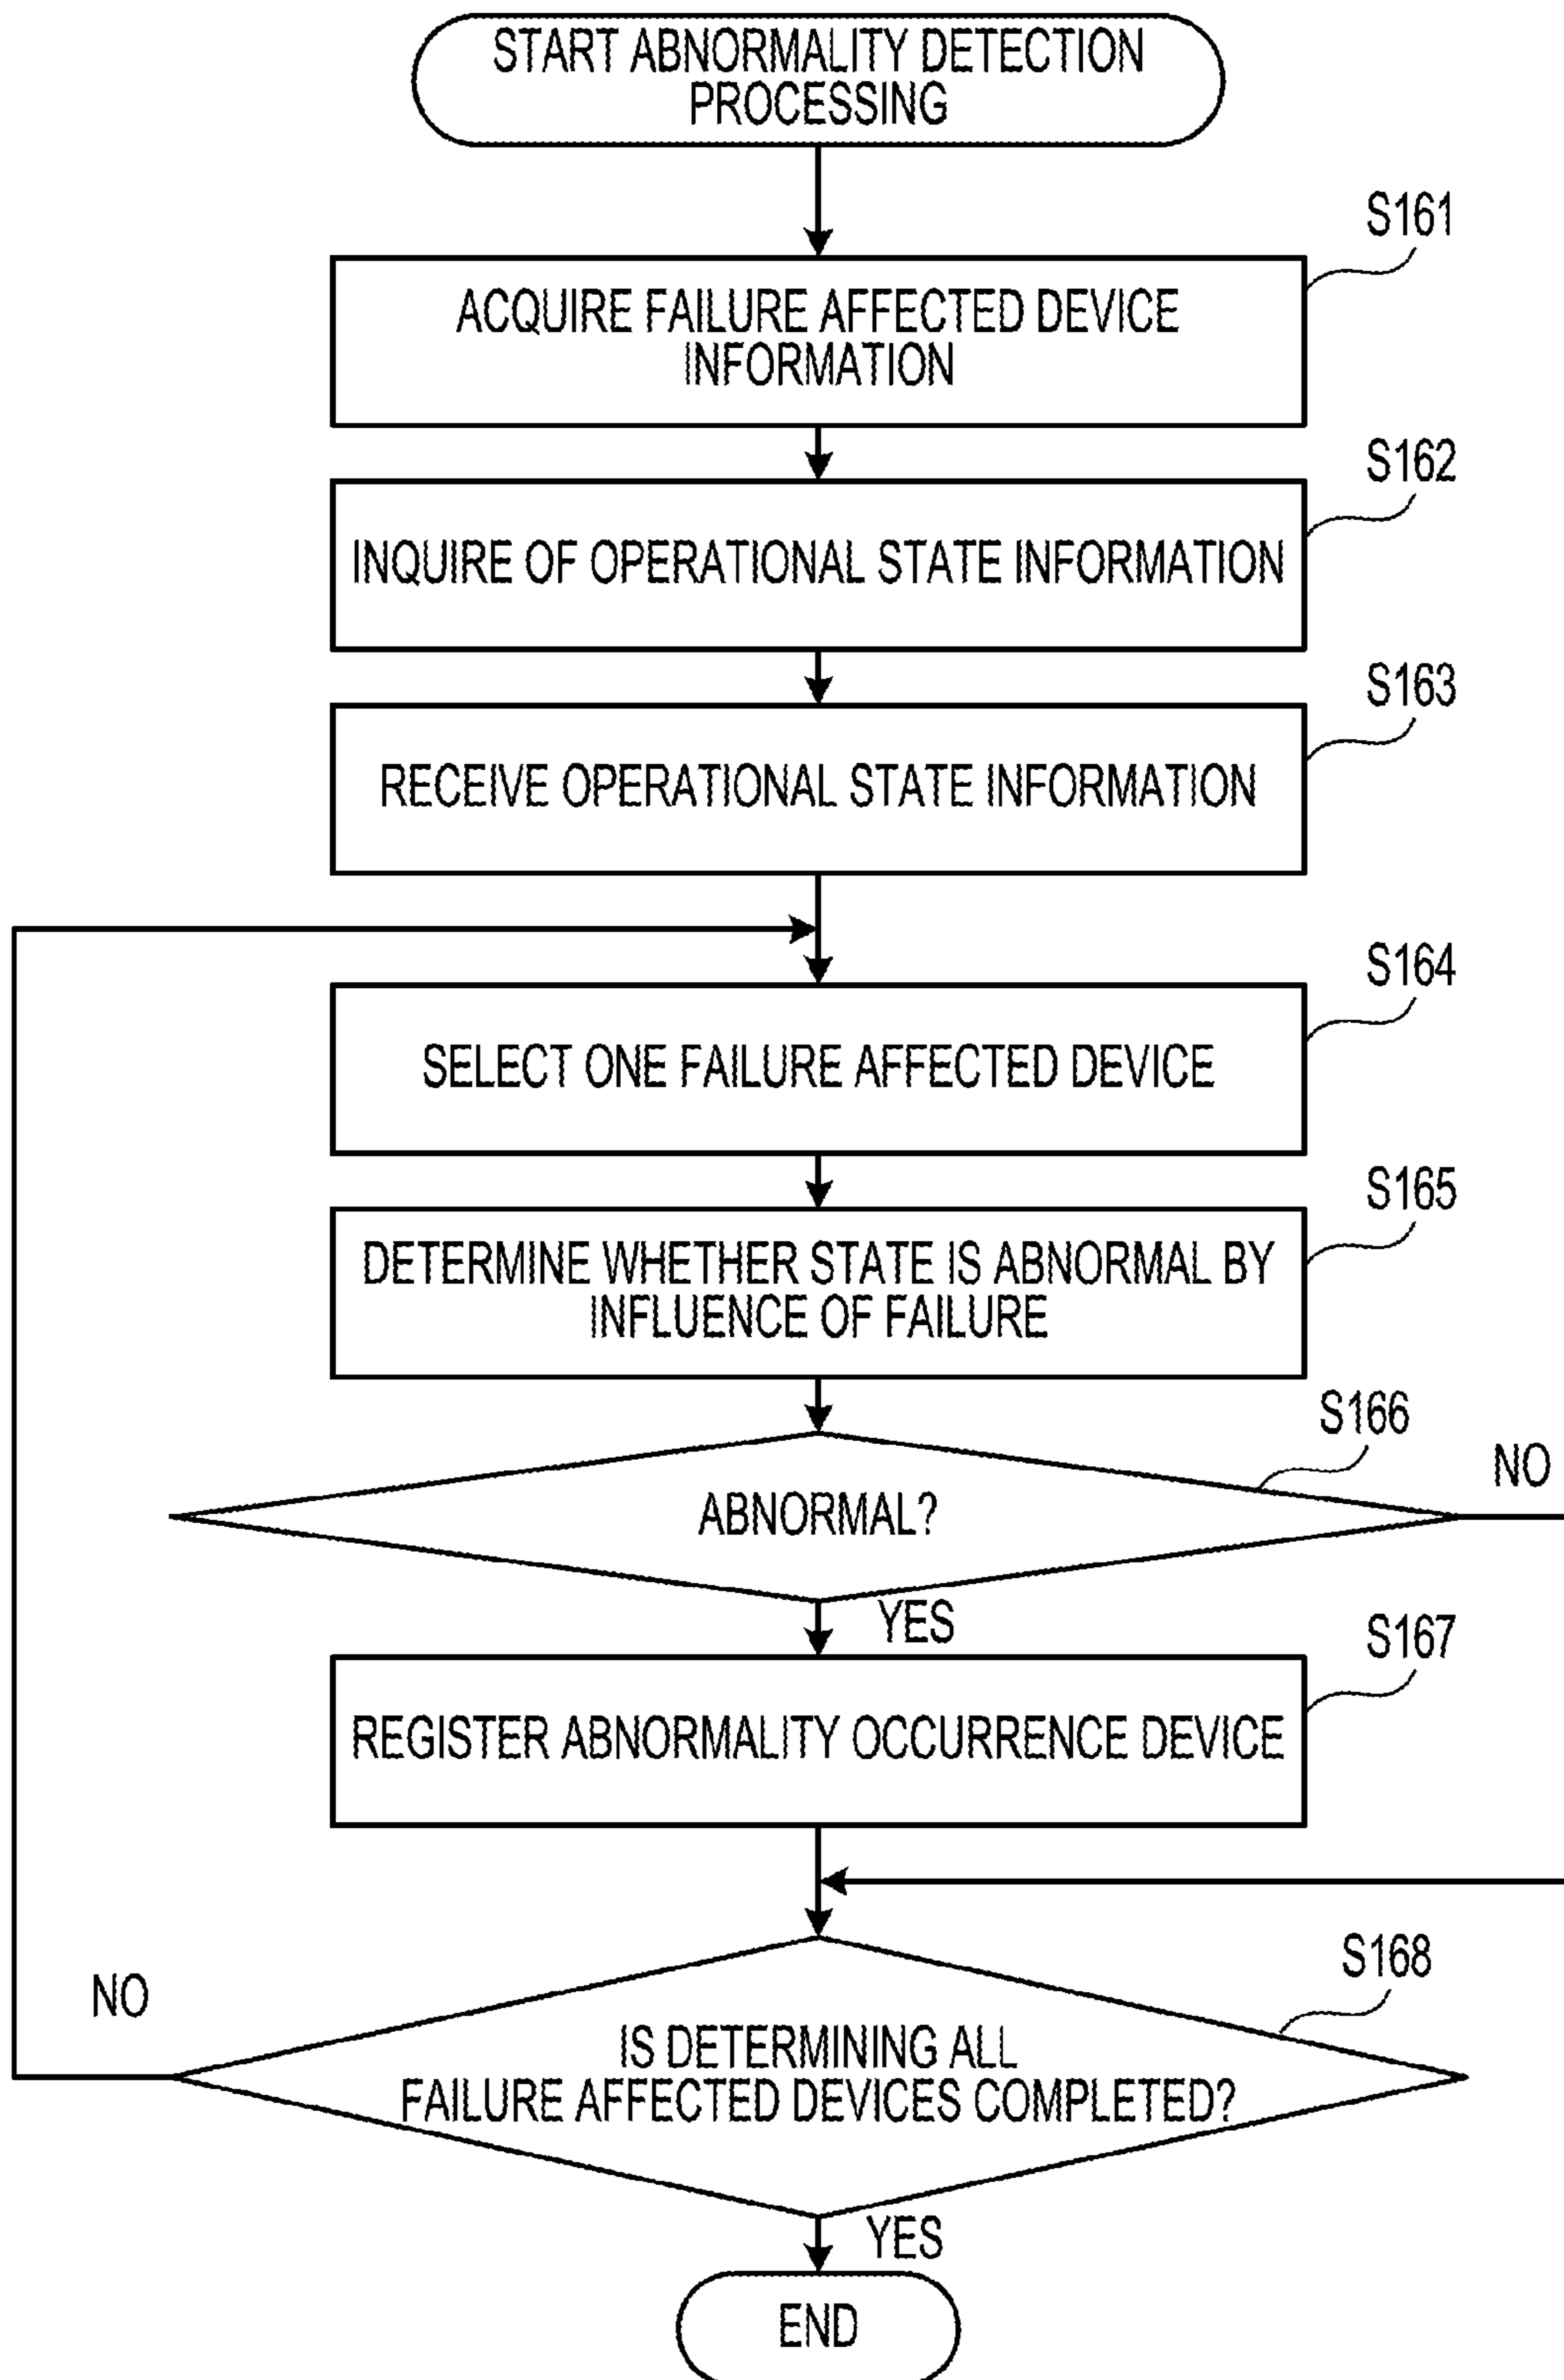 START ABNORMALITY DETECTION
PROCESSING
S161
ACQUIRE FAILURE AFFECTED DEVICE
INFORMATION
S162
INQUIRE OF OPERATIONAL STATE INFORMATION
S163
RECEIVE OPERATIONAL STATE INFORMATION
S164
SELECT ONE FAILURE AFFECTED DEVICE
S165
DETERMINE WHETHER STATE IS ABNORMAL BY
INFLUENCE OF FAILURE
S166
NO
ABNORMAL?
YES
S167
REGISTER ABNORMALITY OCCURRENCE DEVICE
S168
NO
IS DETERMINING ALL
FAILURE AFFECTED DEVICES COMPLETED?
YES
END